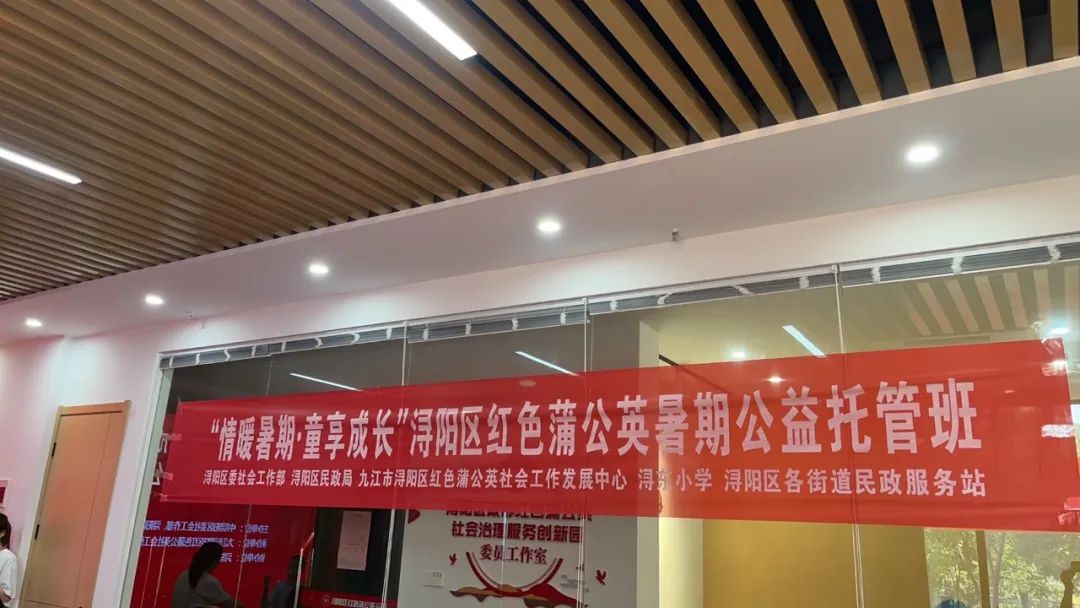 “情暖暑期·童享成长”浔阳区红色蒲公英暑期公益托管班
浔阳区委社会工作部 浔阳区民政局 九江市浔阳区红色蒲公英社会工作发展中心 浔东小学 浔阳区各街道民政服务站
社会治理服务创新园
委员工作室